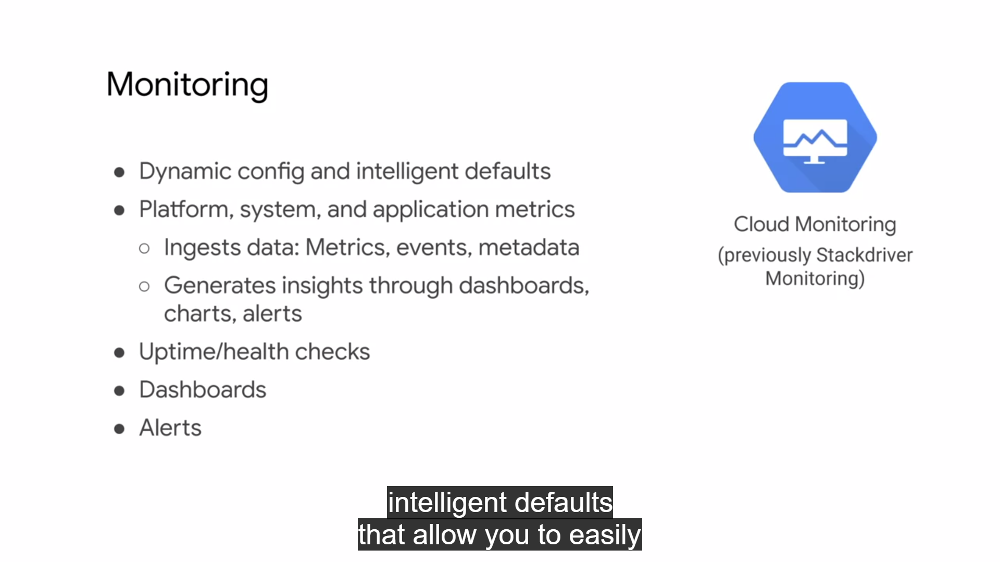 Monitoring
● Dynamic config and intelligent defaults
● Platform, system, and application metrics
○ Ingests data: Metrics, events, metadata
○ Generates insights through dashboards,
charts, alerts
● Uptime/health checks
● Dashboards
● Alerts
Cloud Monitoring
(previously Stackdriver
Monitoring)
intelligent defaults
that allow you to easily